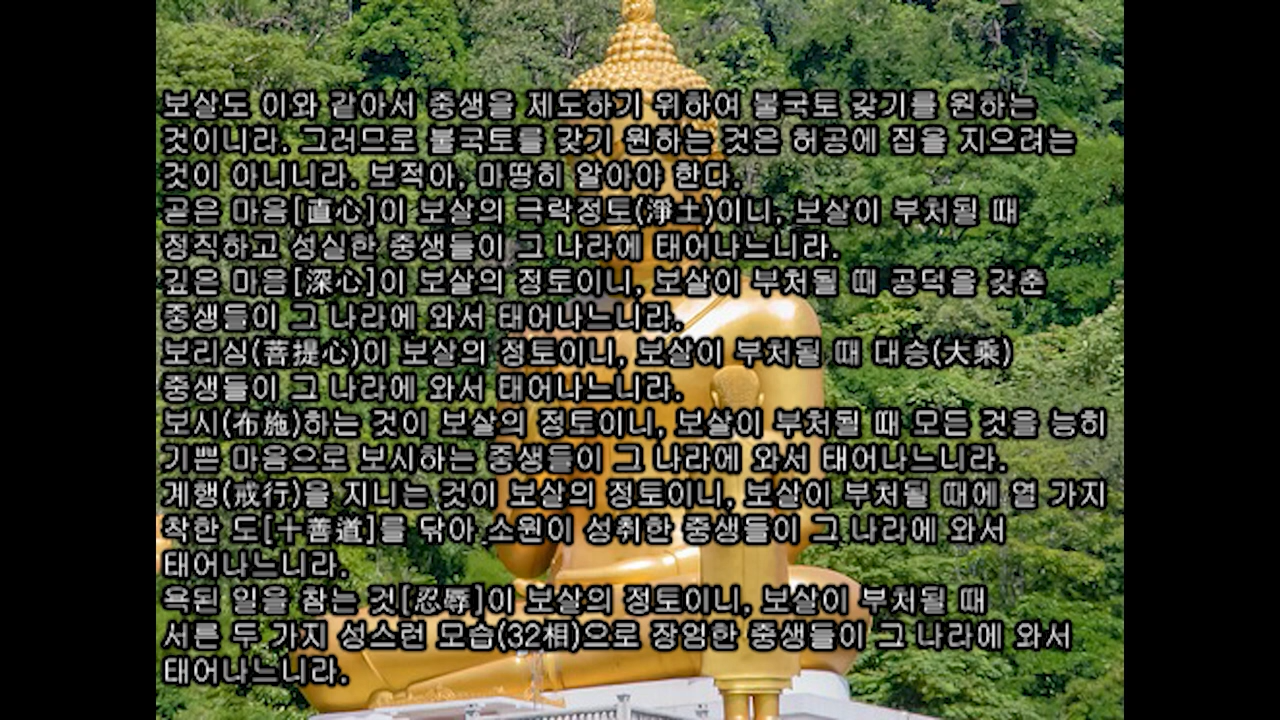 보살도 이와 같아서 중생을 제도하기 위하여 불국토 갖기를 원하는
것이니라. 그러므로 불국토를 갖기 원하는 것은 허공에 집을 지으려는
것이 아니니라. 보적아, 마땅히 알아야 한다.
곧은 마음[直心]이 보살의 극락정토(淨土)이니, 보살이 부처될 때
정직하고 성실한 중생들이 그 나라에 태어나느니라.
깊은 마음[深心]이 보살의 정토이니, 보살이 부처될 때 공덕을 갖춘
중생들이 그 나라에 와서 태어나느니라.
보리심(菩提心)이 보살의 정토이니, 보살이 부처될 때 대승(大乘)
중생들이 그 나라에 와서 태어나느니라.
보시(布施)하는 것이 보살의 정토이니, 보살이 부처될 때 모든 것을 능히
기쁜 마음으로 보시하는 중생들이 그 나라에 와서 태어나느니라.
계행(戒行)을 지니는 것이 보살의 정토이니, 보살이 부처될 때에 열 가지
착한 도[十善道]를 닦아 소원이 성취한 중생들이 그 나라에 와서
태어나느니라.
욕된 일을 참는 것[忍辱]이 보살의 정토이니, 보살이 부처될 때
서른 두 가지 성스런 모습(32相)으로 장엄한 중생들이 그 나라에 와서
태어나느니라.